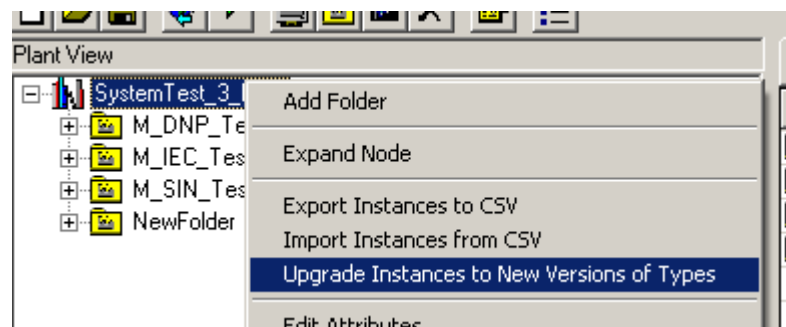 Plant View
SystemTest_3_
M_DNP_Te
M_IEC_Tes
M_SIN_Tes
NewFolder
Add Folder
Expand Node
Export Instances to CSV
Import Instances from CSV
Upgrade Instances to New Versions of Types
Edit Attributes